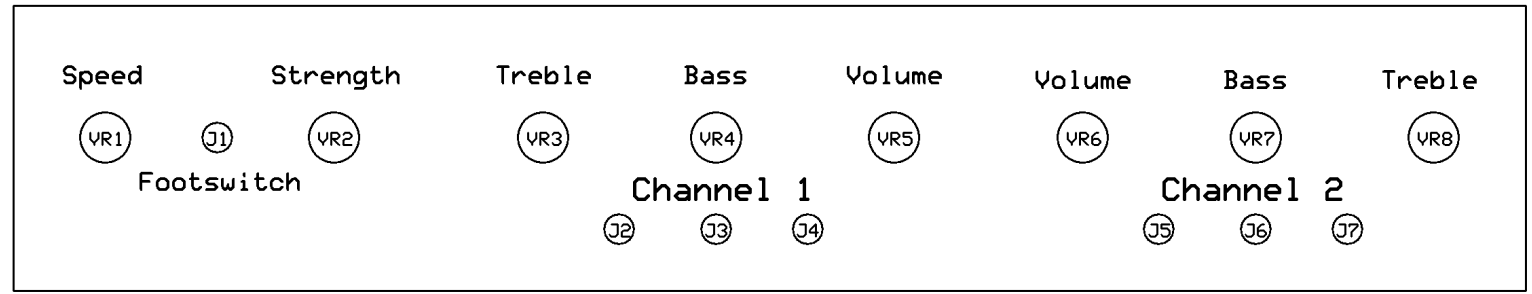 Speed Strength Treble Bass Volume Volume Bass Treble
VR1 J1 VR2 VR3 VR4 VR5 VR6 VR7 VR8
Footswitch Channel 1 Channel 2
J2 J3 J4 J5 J6 J7